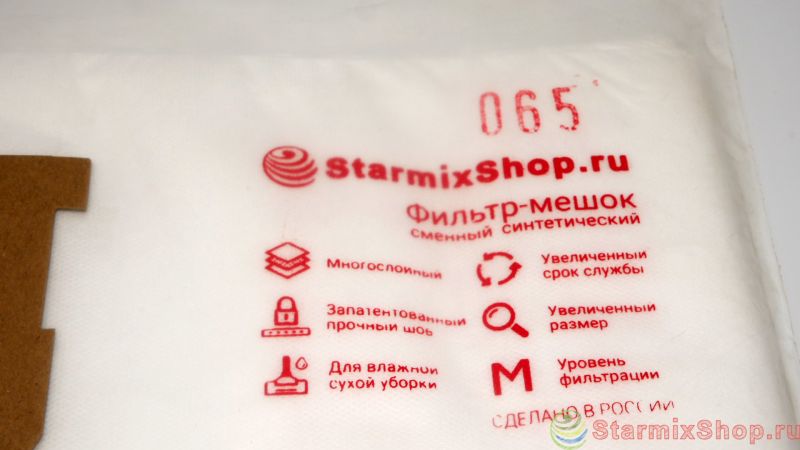 065
StarmixShop.ru
Фильтр-мешок
сменный синтетический
Многослойный
Увеличенный
срок службы
Запатентованный
прочный шов
Увеличенный
размер
Для влажной
сухой уборки
M
Уровень
фильтрации
СДЕЛАНО В РОССИИ
StarmixShop.ru